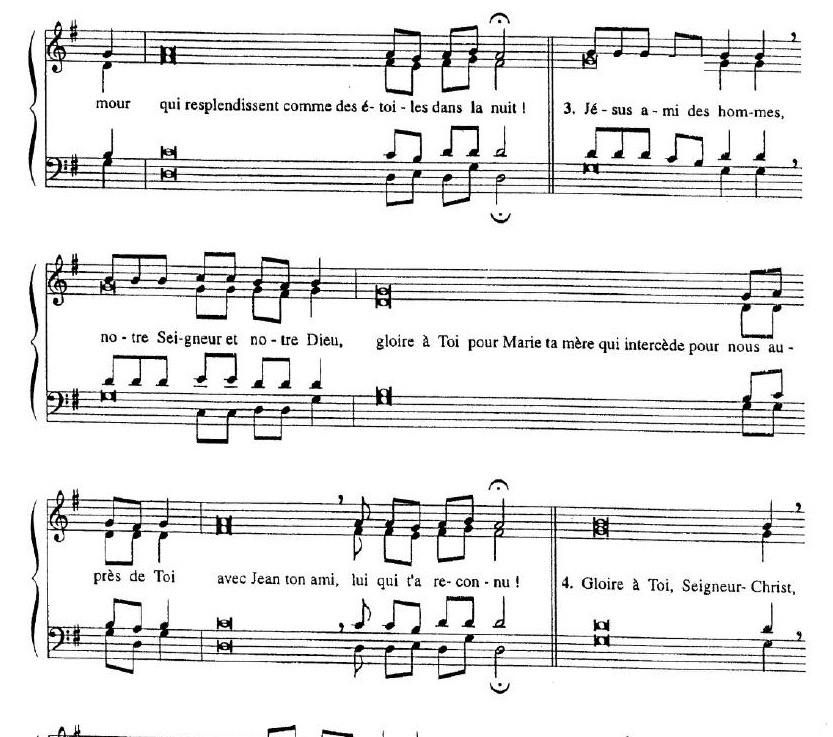 mour qui resplendissent comme des é- toi - les dans la nuit ! 3. Jé - sus a - mi des hom-mes,
no - tre Sei-gneur et no - tre Dieu, gloire à Toi pour Marie ta mère qui intercède pour nous au -
près de Toi avec Jean ton ami, lui qui t'a re- con - nu ! 4. Gloire à Toi, Seigneur- Christ,